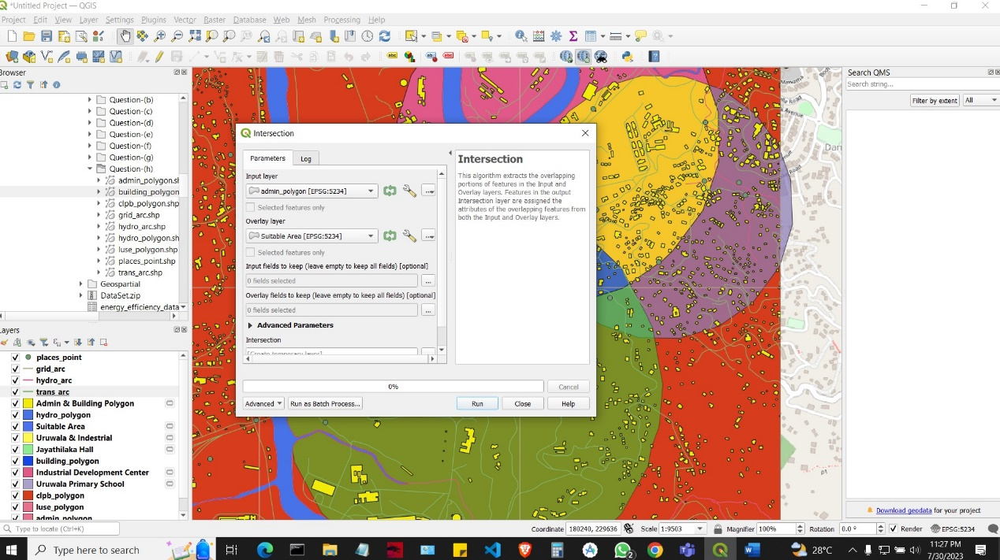 *Untitled Project — QGIS
Project Edit View Layer Settings Plugins Vector Raster Database Web Mesh Processing Help
Browser
Question-(b)
Question-(c)
Question-(d)
Question-(e)
Question-(f)
Question-(g)
Question-(h)
admin_polygon.sh
building_polygon
clpb_polygon.shp
grid_arc.shp
hydro_arc.shp
hydro_polygon.sh
luse_polygon.shp
places_point.shp
trans_arc.shp
Geospatial
DataSet.zip
energy_efficiency_data
Layers
places_point
grid_arc
hydro_arc
trans_arc
Admin & Building Polygon
hydro_polygon
Suitable Area
Uruwala & Indestrial
Jayathilaka Hall
building_polygon
Industrial Development Center
Uruwala Primary School
clpb_polygon
luse_polygon
admin_polygon
Intersection
Parameters
Log
Input layer
admin_polygon [EPSG:5234]
Selected features only
Overlay layer
Suitable Area [EPSG:5234]
Selected features only
Input fields to keep (leave empty to keep all fields) [optional]
0 fields selected
Overlay fields to keep (leave empty to keep all fields) [optional]
0 fields selected
Advanced Parameters
Intersection
[Create temporary layer]
Intersection
This algorithm extracts the overlapping
portions of features in the Input and
Overlay layers. Features in the output
Intersection layer are assigned the
attributes of the overlapping features from
both the Input and Overlay layers.
0%
Cancel
Advanced
Run as Batch Process...
Run
Close
Help
Search QMS
Search string...
Filter by extent
All
Road
Avenue
Road
Dan
Download geodata for your project
Type to locate (Ctrl+K)
Coordinate 180240, 229636
Scale 1:9503
Magnifier 100%
Rotation 0.0 °
Render
EPSG:5234
Type here to search
2
28°C
11:27 PM
7/30/2023